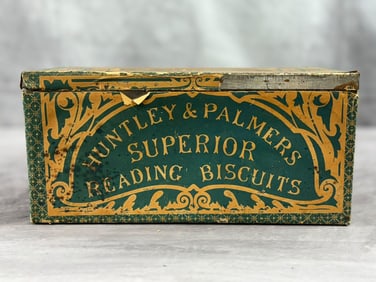 HUNTLEY & PALMERS
SUPERIOR
READING BISCUITS